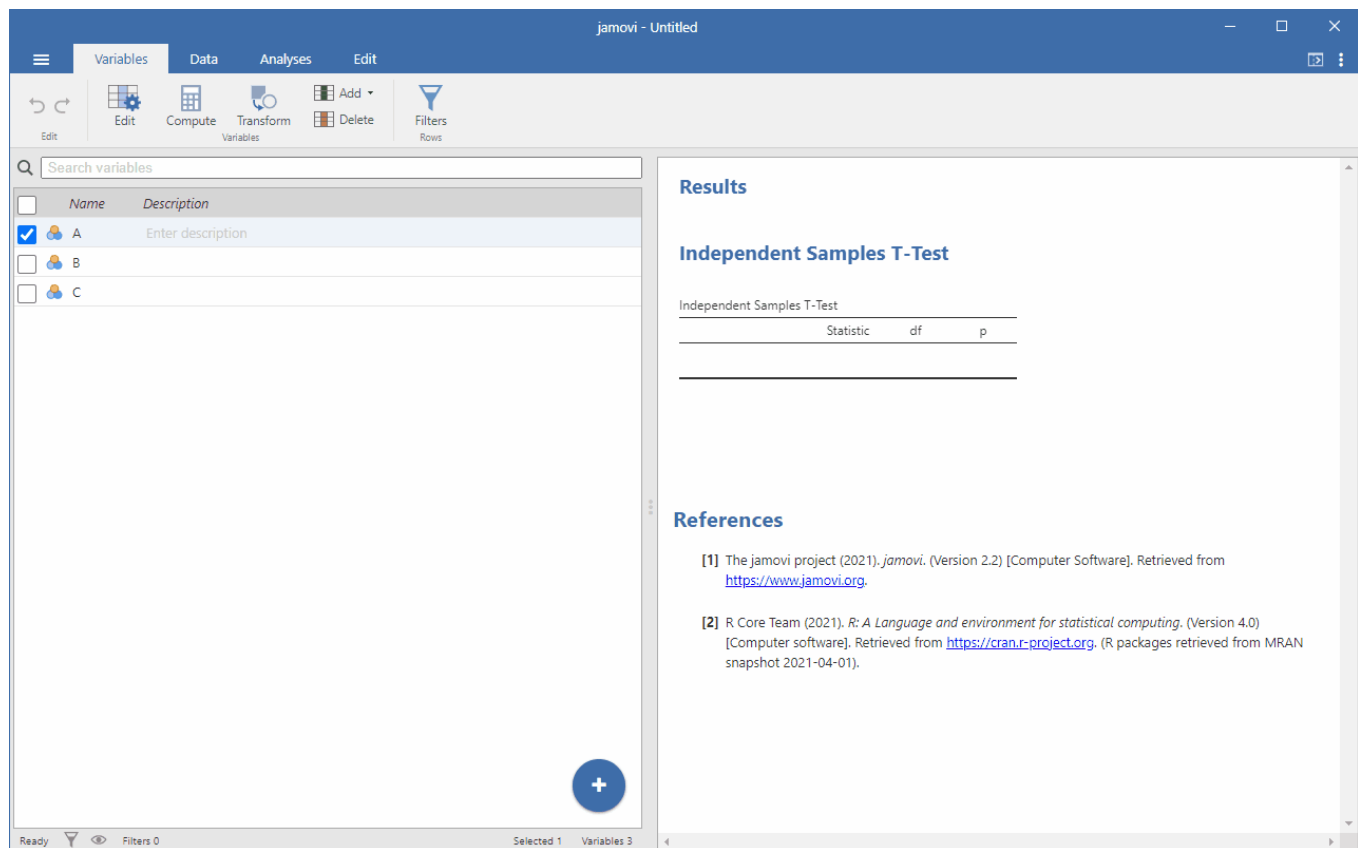 jamovi - Untitled
Variables Data Analyses Edit
Edit Compute Transform Add Delete Filters
Edit Variables Rows
Search variables
Name Description
A Enter description
B
C
Results
Independent Samples T-Test
Independent Samples T-Test
Statistic df p
References
[1] The jamovi project (2021). jamovi. (Version 2.2) [Computer Software]. Retrieved from
https://www.jamovi.org.
[2] R Core Team (2021). R: A Language and environment for statistical computing. (Version 4.0)
[Computer software]. Retrieved from https://cran.r-project.org. (R packages retrieved from MRAN
snapshot 2021-04-01).
Ready Filters 0 Selected 1 Variables 3